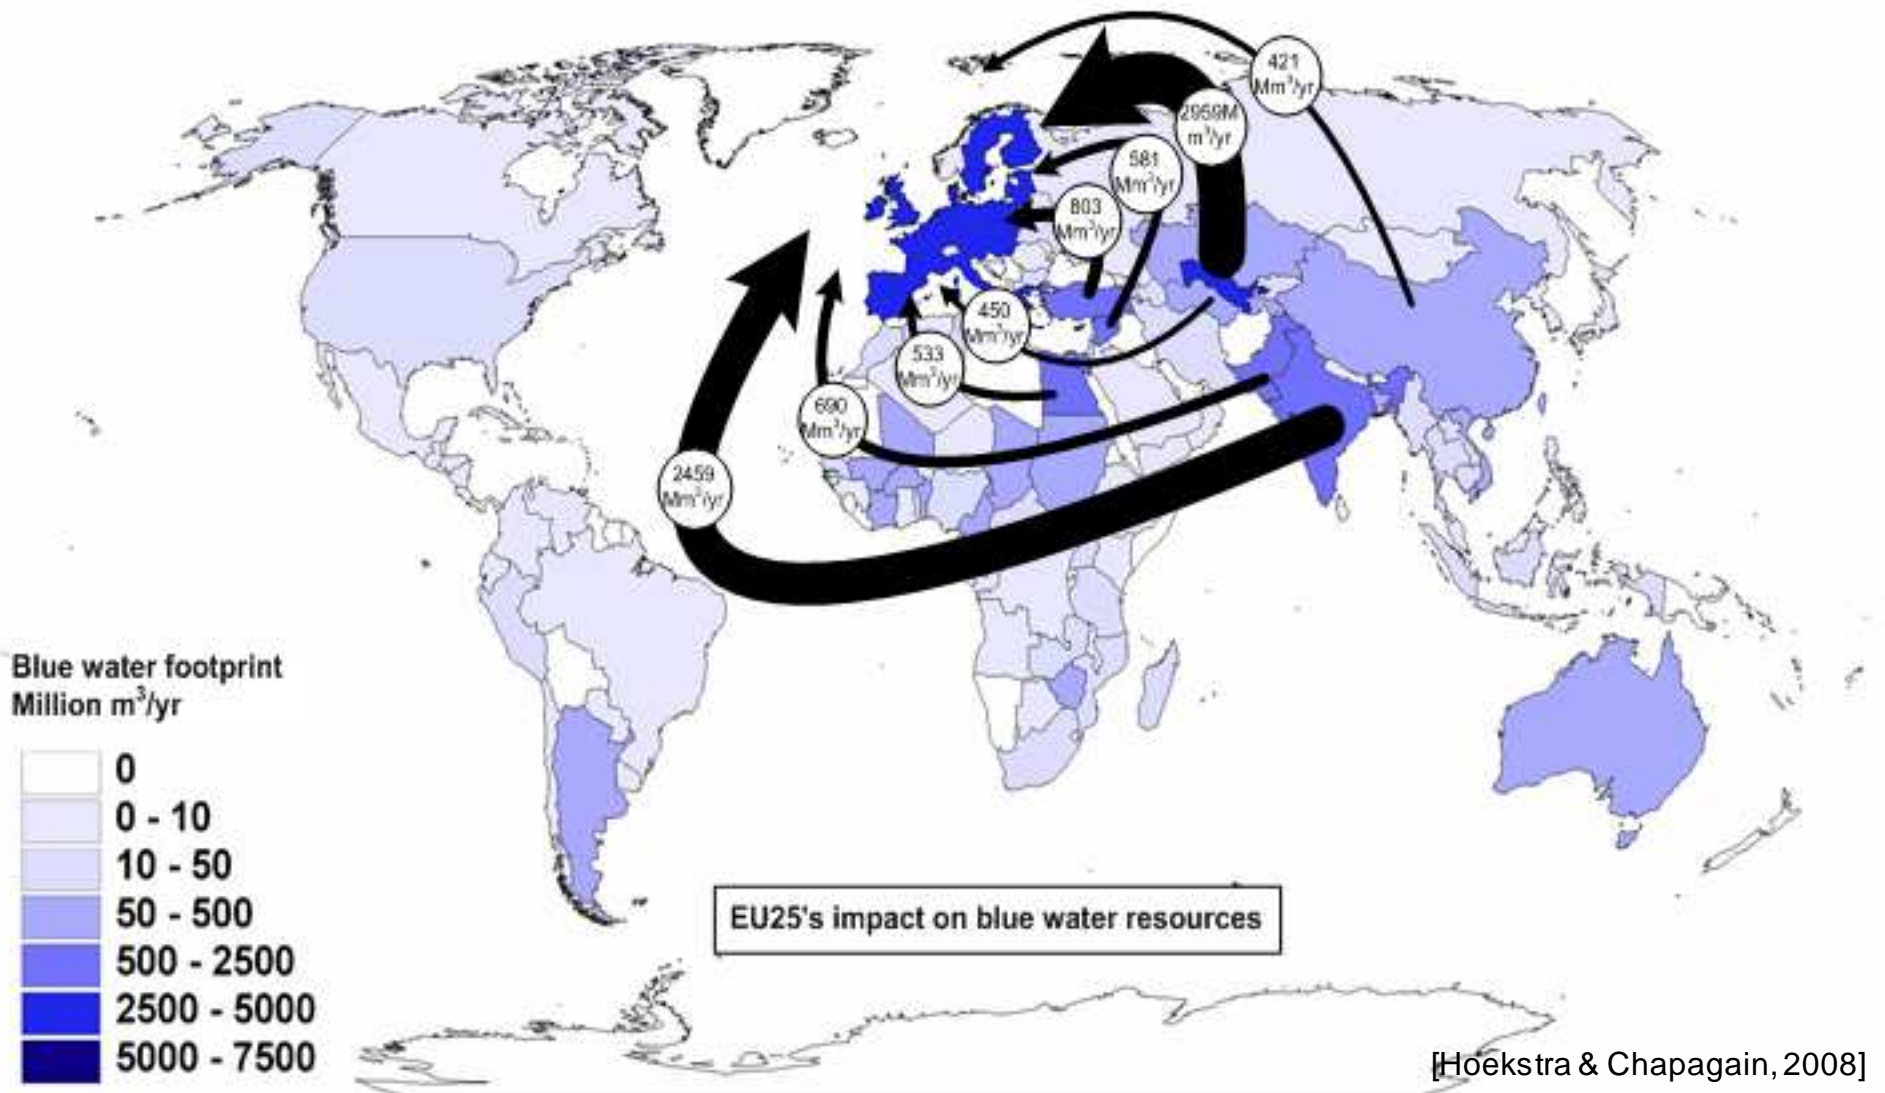 421
Mm³/yr
2959M
m³/yr
581
Mm³/yr
803
Mm³/yr
450
Mm³/yr
533
Mm³/yr
690
Mm³/yr
2459
Mm³/yr
Blue water footprint
Million m³/yr
0
0 - 10
10 - 50
50 - 500
500 - 2500
2500 - 5000
5000 - 7500
EU25's impact on blue water resources
[Hoekstra & Chapagain, 2008]